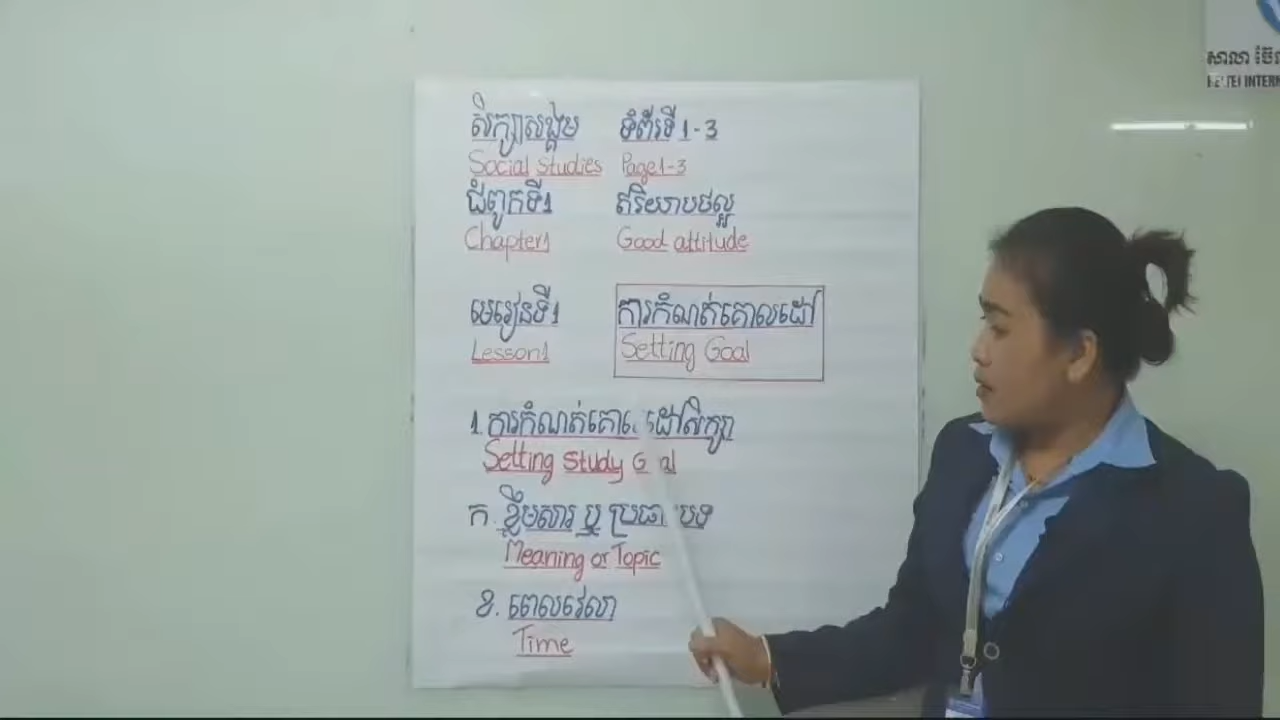 សិក្សាសង្គម ទំព័រទី 1-3
Social Studies Page 1-3
ជំពូកទី1 ឥរិយាបថល្អ
Chapter1 Good attitude
មេរៀនទី1 ការកំណត់គោលដៅ
Lesson1 Setting Goal
1. ការកំណត់គោលដៅសិក្សា
Setting Study Goal
ក. ខ្លឹមសារ ឬ ប្រធានបទ
Meaning or Topic
ខ. ពេលវេលា
Time
សាលា